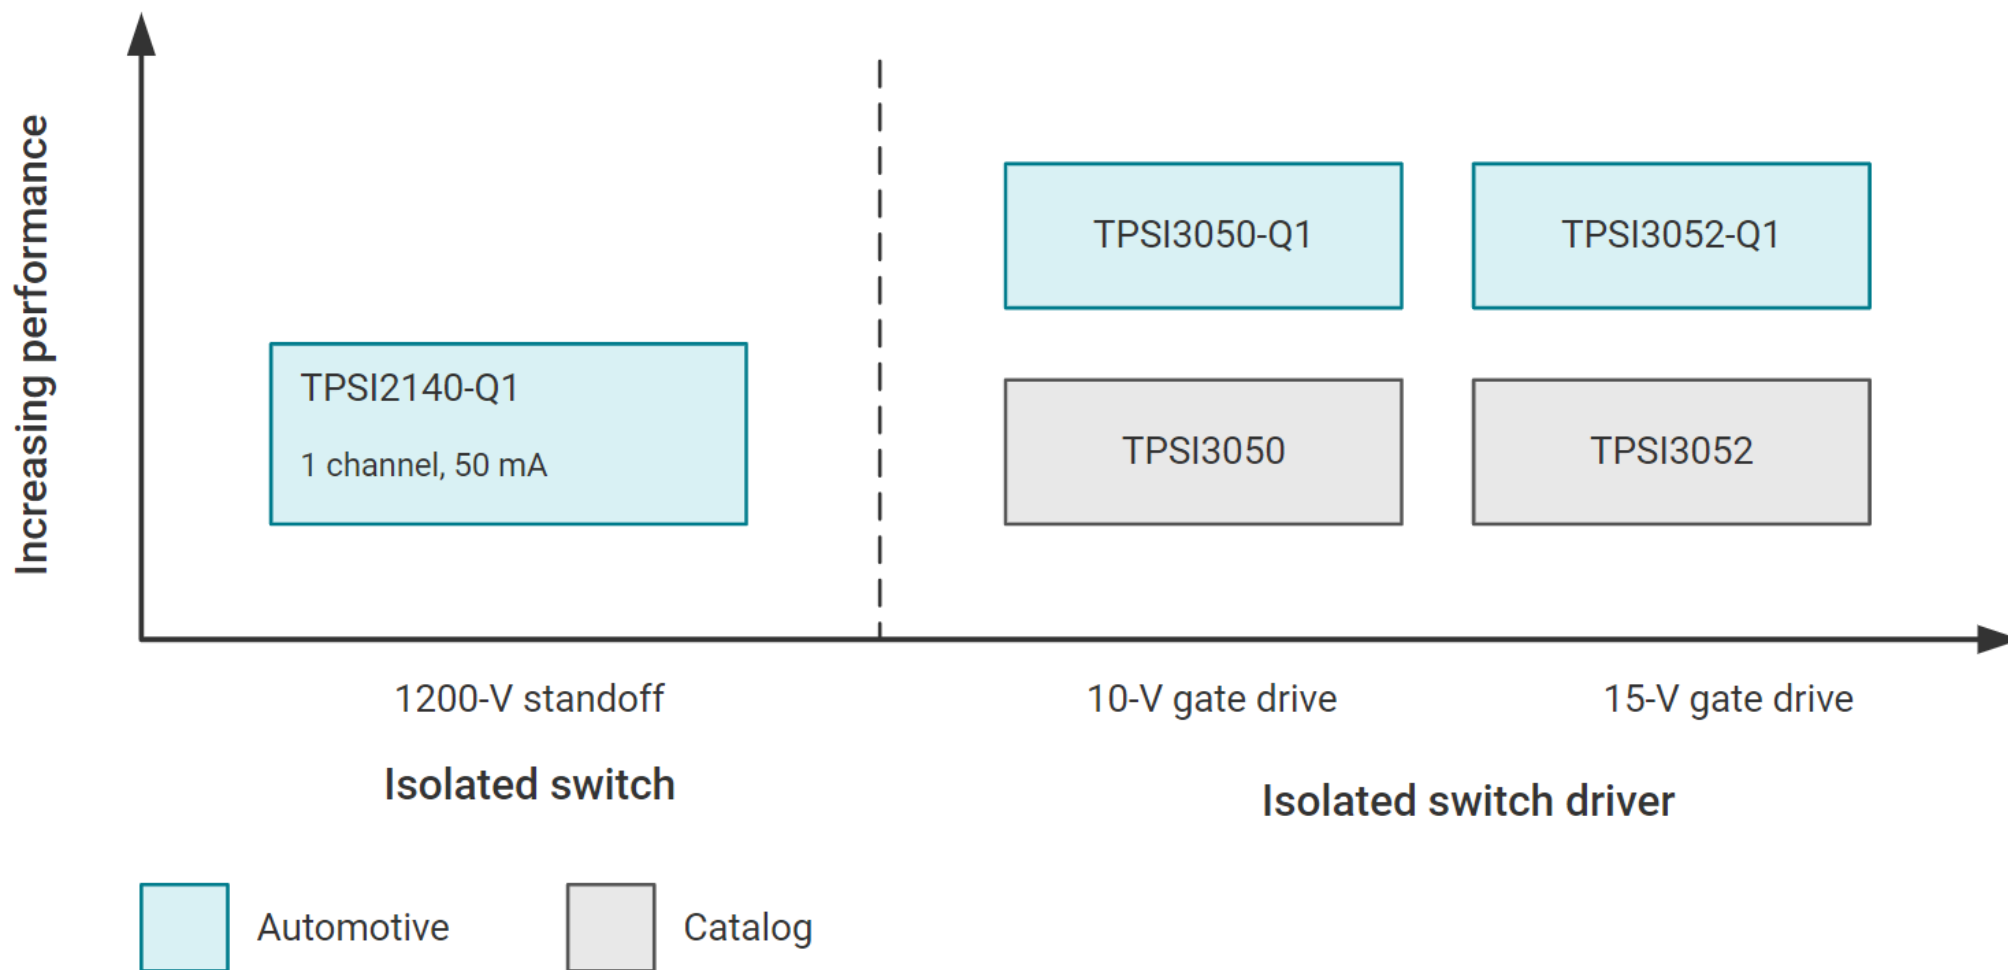 Increasing performance
TPSI3050-Q1
TPSI3052-Q1
TPSI2140-Q1
1 channel, 50 mA
TPSI3050
TPSI3052
1200-V standoff
10-V gate drive
15-V gate drive
Isolated switch
Isolated switch driver
Automotive
Catalog